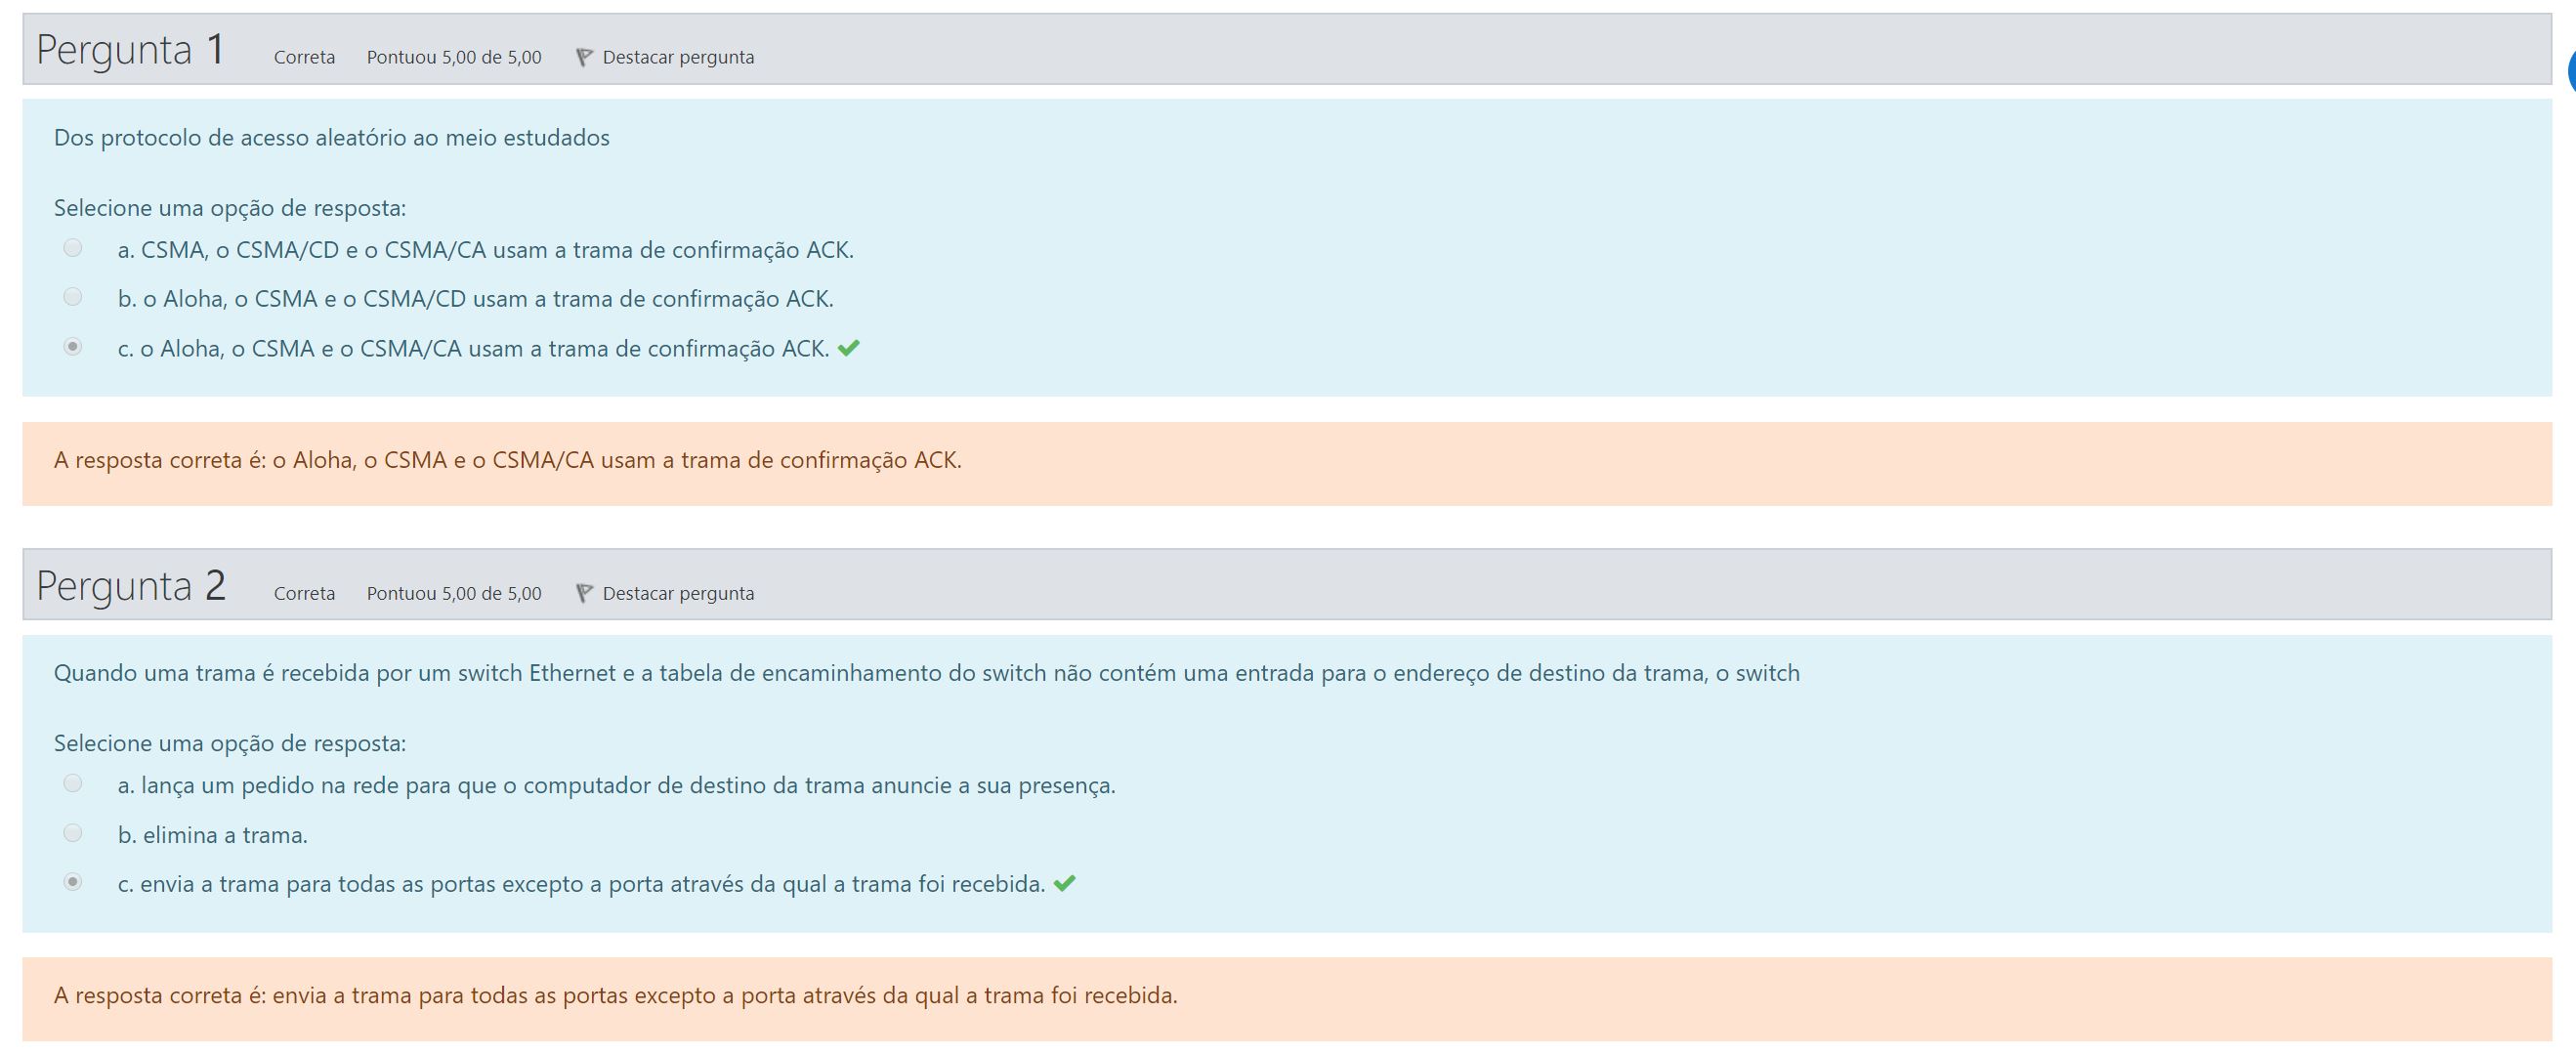 Pergunta 1 Correta Pontuou 5,00 de 5,00 Destacar pergunta
Dos protocolo de acesso aleatório ao meio estudados
Selecione uma opção de resposta:
a. CSMA, o CSMA/CD e o CSMA/CA usam a trama de confirmação ACK.
b. o Aloha, o CSMA e o CSMA/CD usam a trama de confirmação ACK.
c. o Aloha, o CSMA e o CSMA/CA usam a trama de confirmação ACK.
A resposta correta é: o Aloha, o CSMA e o CSMA/CA usam a trama de confirmação ACK.
Pergunta 2 Correta Pontuou 5,00 de 5,00 Destacar pergunta
Quando uma trama é recebida por um switch Ethernet e a tabela de encaminhamento do switch não contém uma entrada para o endereço de destino da trama, o switch
Selecione uma opção de resposta:
a. lança um pedido na rede para que o computador de destino da trama anuncie a sua presença.
b. elimina a trama.
c. envia a trama para todas as portas excepto a porta através da qual a trama foi recebida.
A resposta correta é: envia a trama para todas as portas excepto a porta através da qual a trama foi recebida.